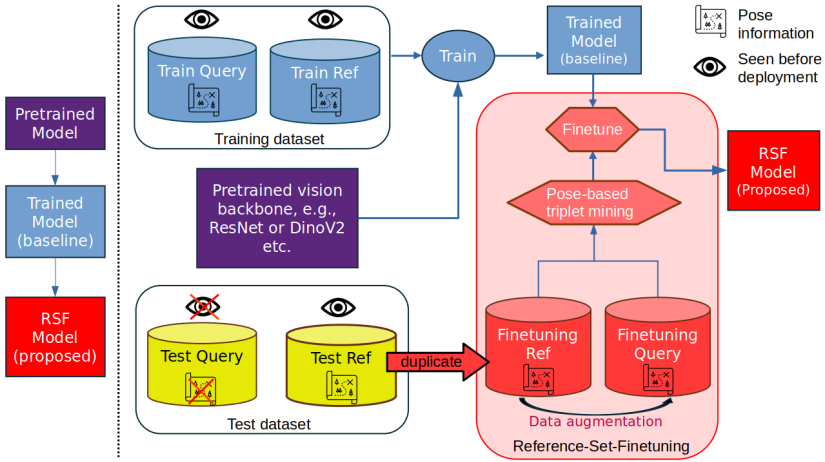 Pretrained
Model
Trained
Model
(baseline)
RSF
Model
(proposed)
Train Query
Train Ref
Training dataset
Train
Trained
Model
(baseline)
Pose
information
Seen before
deployment
Pretrained vision
backbone, e.g.,
ResNet or DinoV2
etc.
Finetune
Pose-based
triplet mining
RSF
Model
(Proposed)
Test Query
Test Ref
Test dataset
duplicate
Finetuning
Ref
Finetuning
Query
Data augmentation
Reference-Set-Finetuning